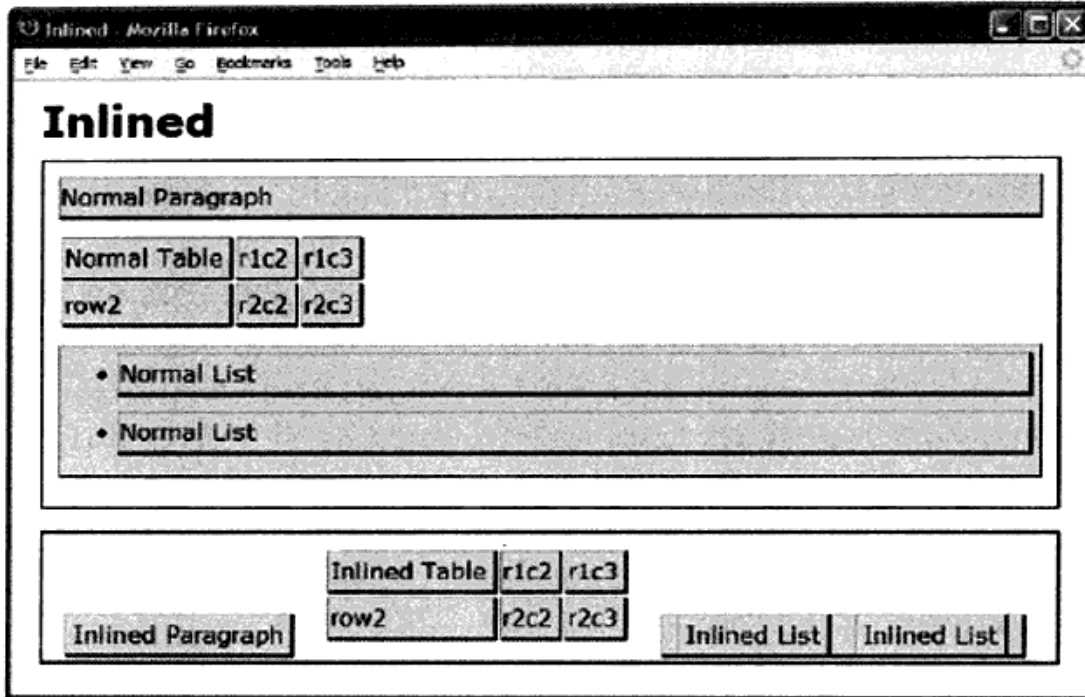 Inlined - Mozilla Firefox
File Edit View Go Bookmarks Tools Help
Inlined
Normal Paragraph
Normal Table r1c2 r1c3
row2 r2c2 r2c3
• Normal List
• Normal List
Inlined Table r1c2 r1c3
row2 r2c2 r2c3
Inlined Paragraph Inlined List Inlined List